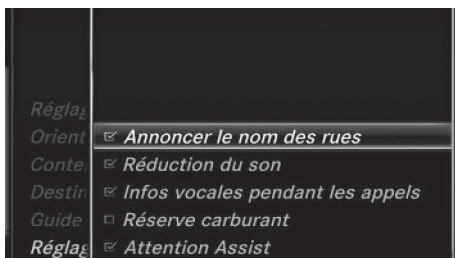 Réglag
Orient
Annoncer le nom des rues
Conte
Réduction du son
Destin
Infos vocales pendant les appels
Guide
Réserve carburant
Réglag
Attention Assist